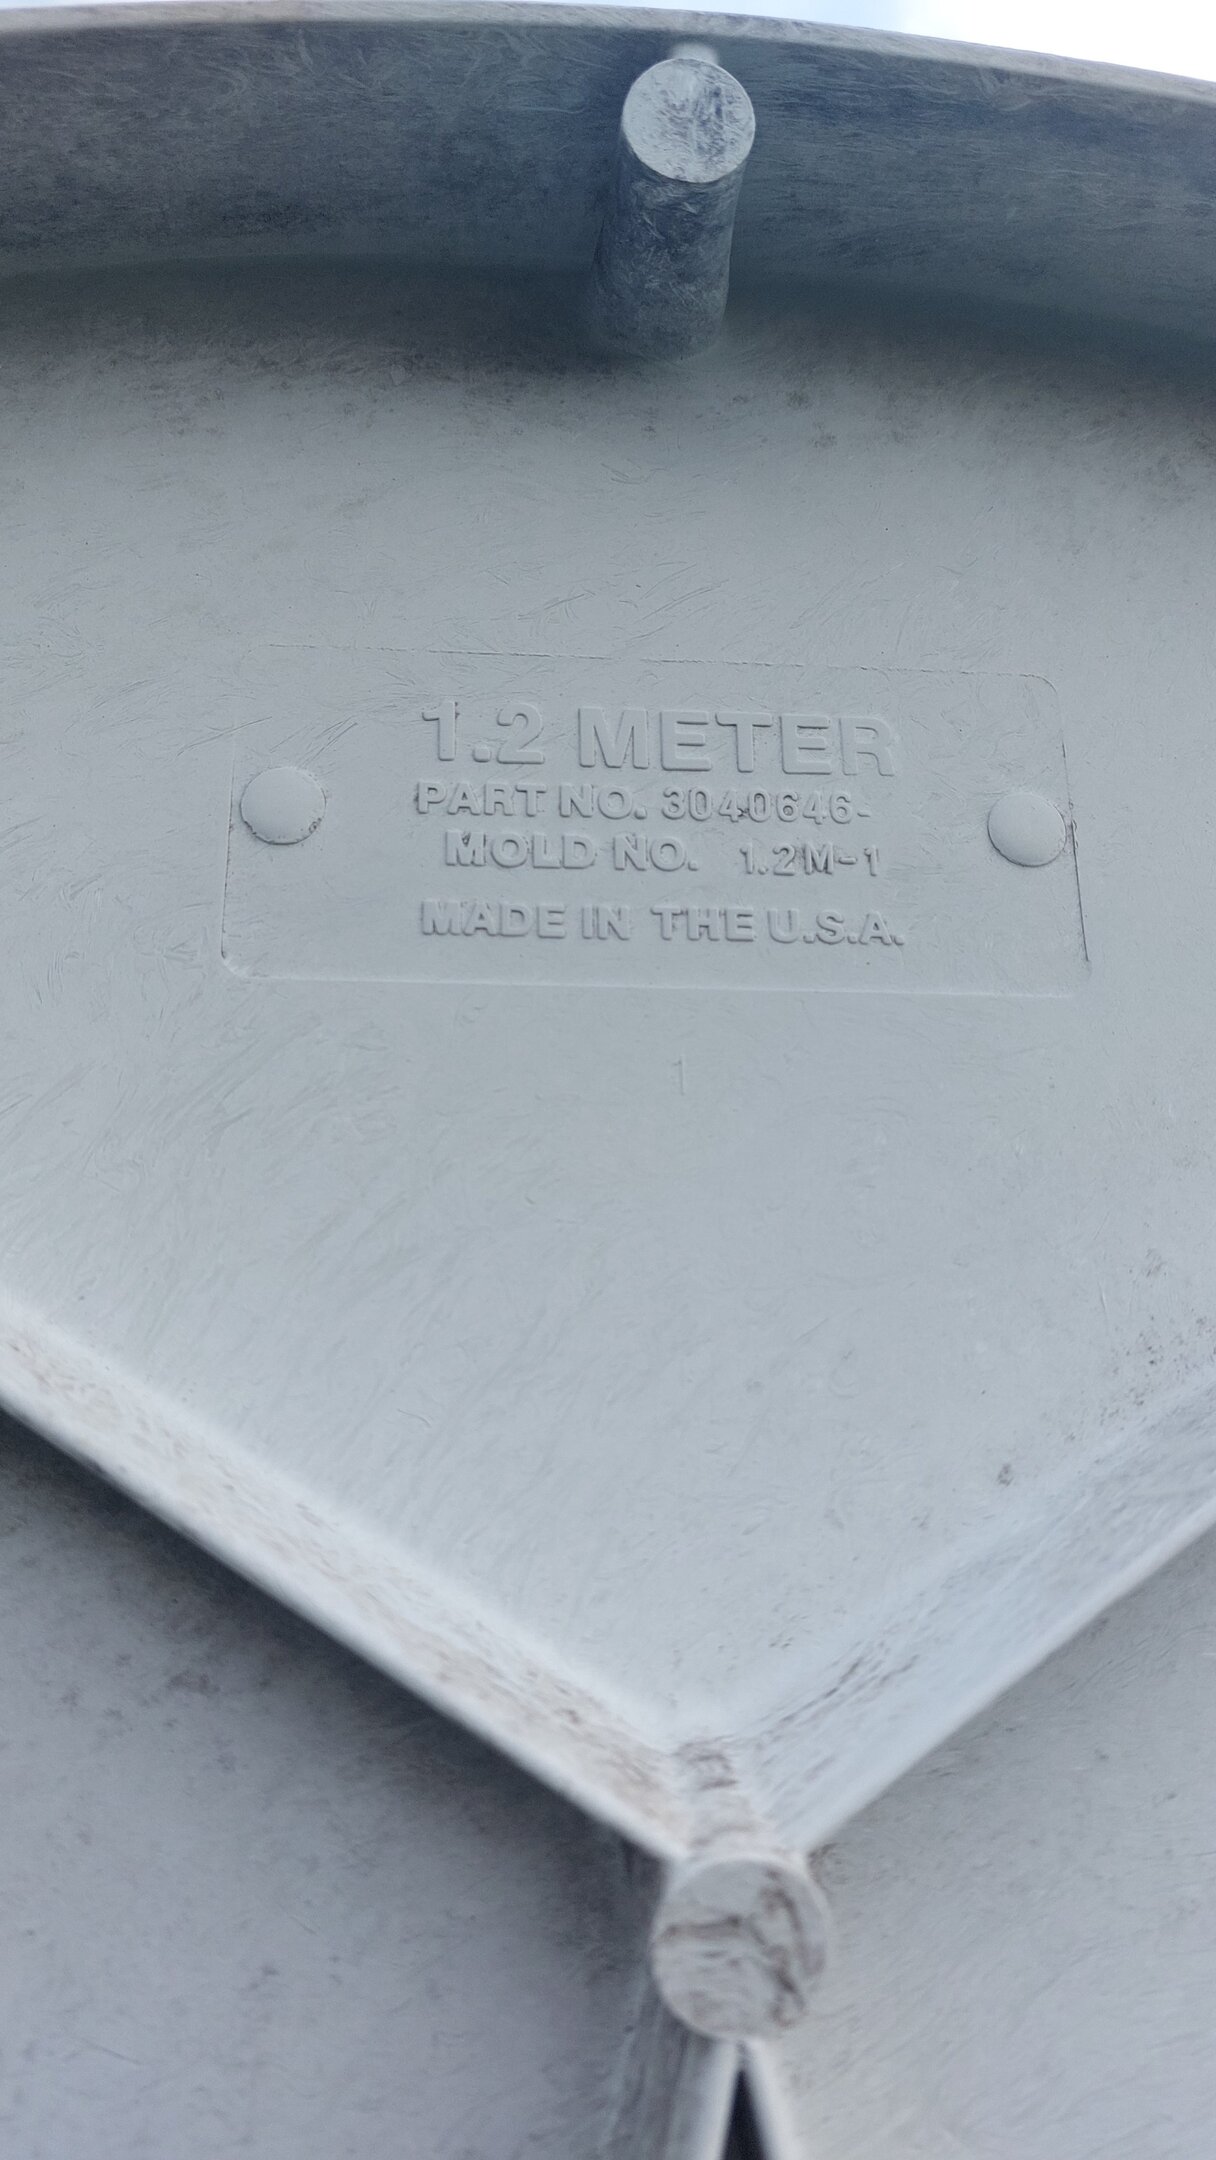 1.2 METER
PART NO. 3040646-
MOLD NO. 1.2M-1
MADE IN THE U.S.A.
1